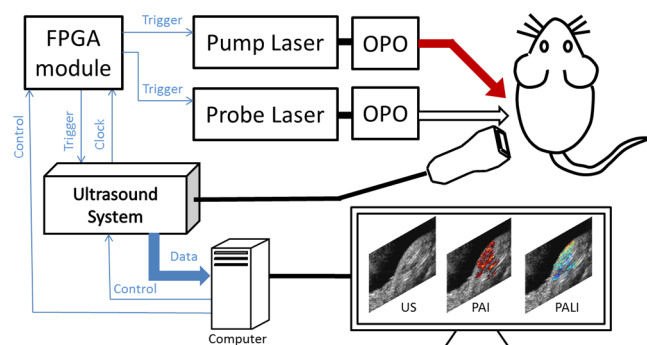 Trigger
FPGA
module
Pump Laser
OPO
Trigger
Probe Laser
OPO
Control
Trigger
Clock
Ultrasound
System
Data
Control
Computer
US
PAI
PALI